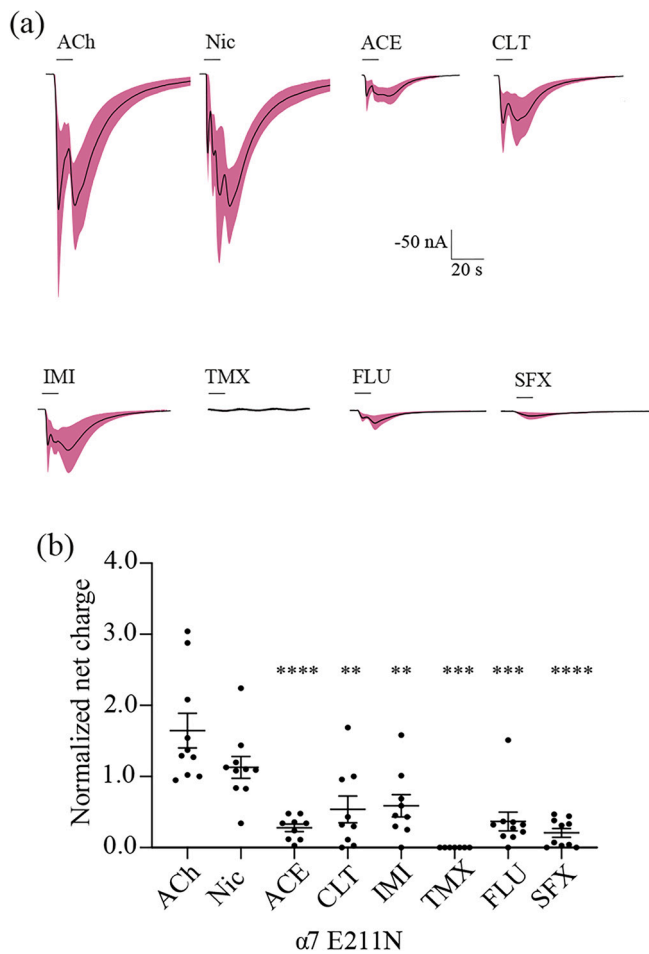 (a)
ACh Nic ACE CLT
-50 nA
20 s
IMI TMX FLU SFX
(b)
Normalized net charge
4.0
3.0
2.0
1.0
0.0
**** ** ** *** *** ****
ACh Nic ACE CLT IMI TMX FLU SFX
α7 E211N